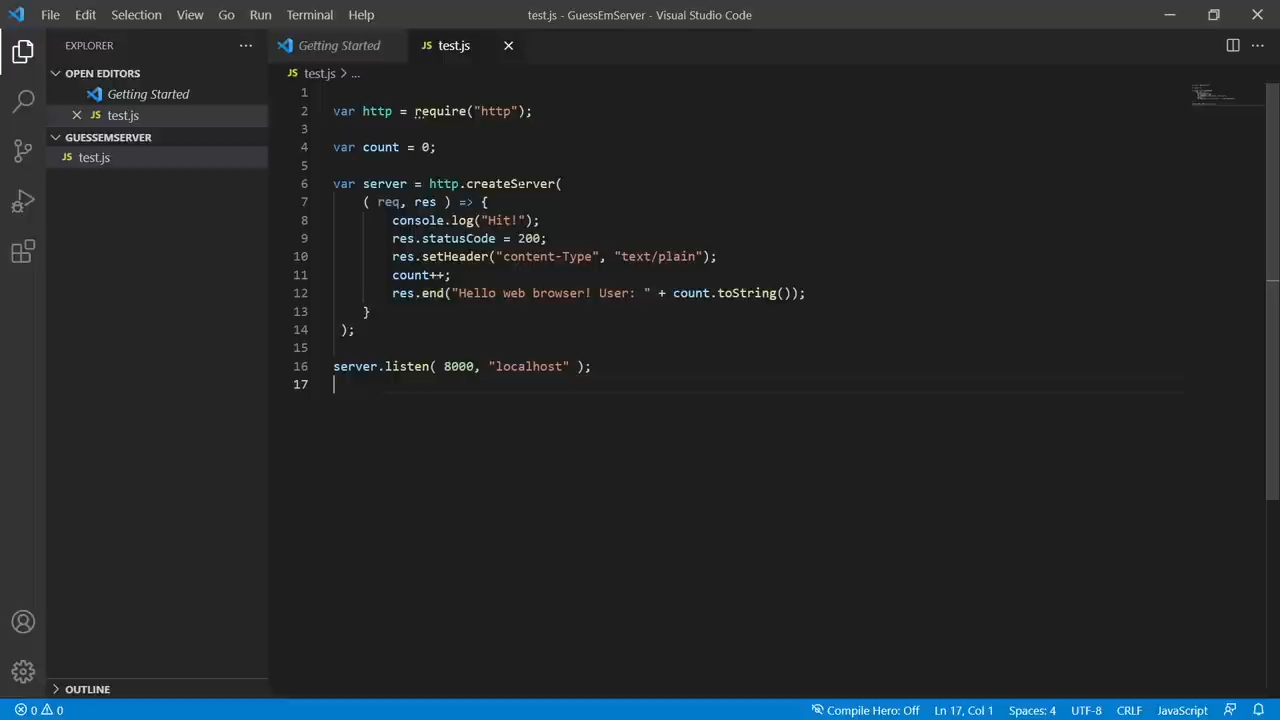 File Edit Selection View Go Run Terminal Help test.js - GuessEmServer - Visual Studio Code
EXPLORER
OPEN EDITORS
Getting Started
JS test.js
GUESSEMSERVER
JS test.js
OUTLINE
Getting Started JS test.js
JS test.js > ...
1
2 var http = require("http");
3
4 var count = 0;
5
6 var server = http.createServer(
7 ( req, res ) => {
8 console.log("Hit!");
9 res.statusCode = 200;
10 res.setHeader("content-Type", "text/plain");
11 count++;
12 res.end("Hello web browser! User: " + count.toString());
13 }
14 );
15
16 server.listen( 8000, "localhost" );
17
0 0 Compile Hero: Off Ln 17, Col 1 Spaces: 4 UTF-8 CRLF JavaScript